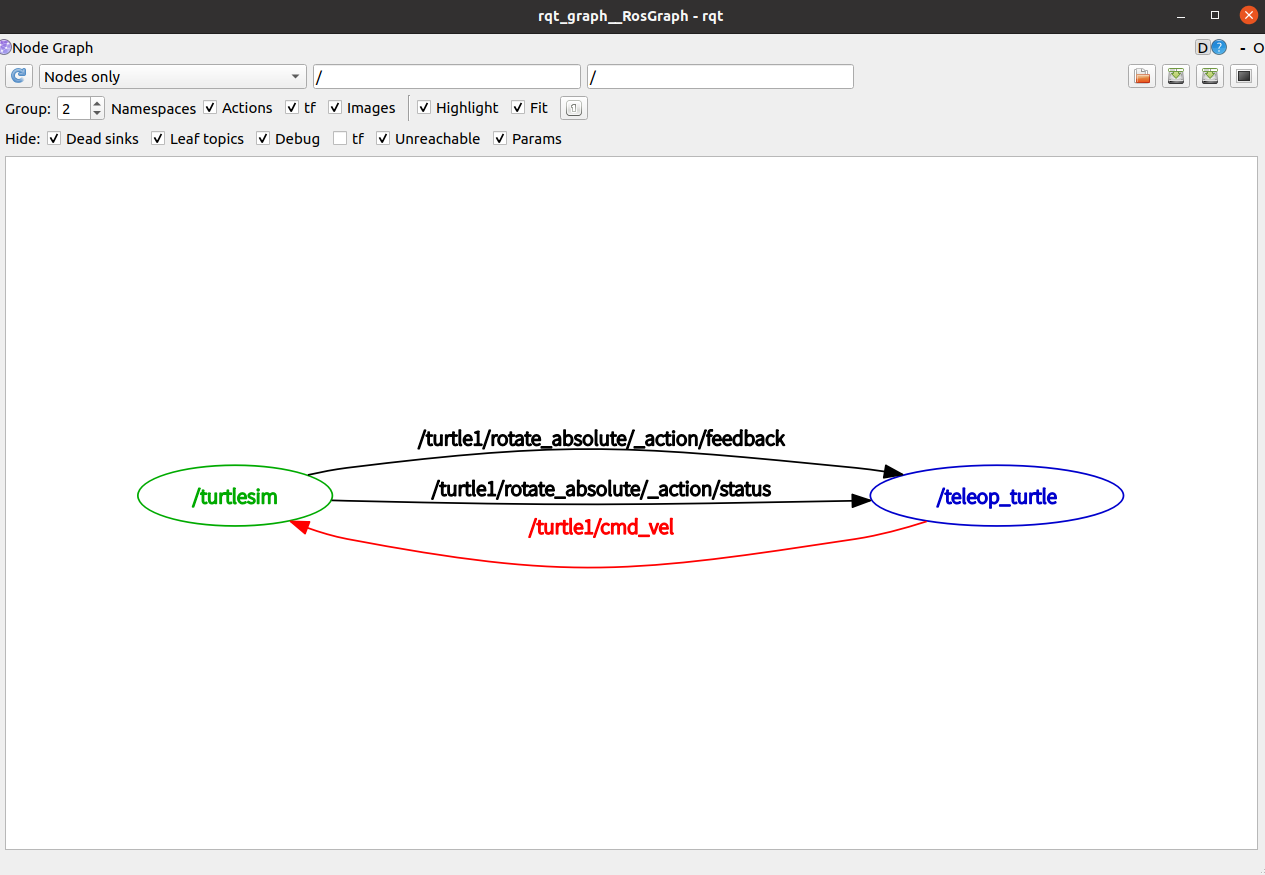 rqt_graph__RosGraph - rqt
Node Graph D ? - O
Nodes only / /
Group: 2 Namespaces Actions tf Images Highlight Fit 1
Hide: Dead sinks Leaf topics Debug tf Unreachable Params
/turtle1/rotate_absolute/_action/feedback
/turtle1/rotate_absolute/_action/status
/turtlesim /teleop_turtle
/turtle1/cmd_vel